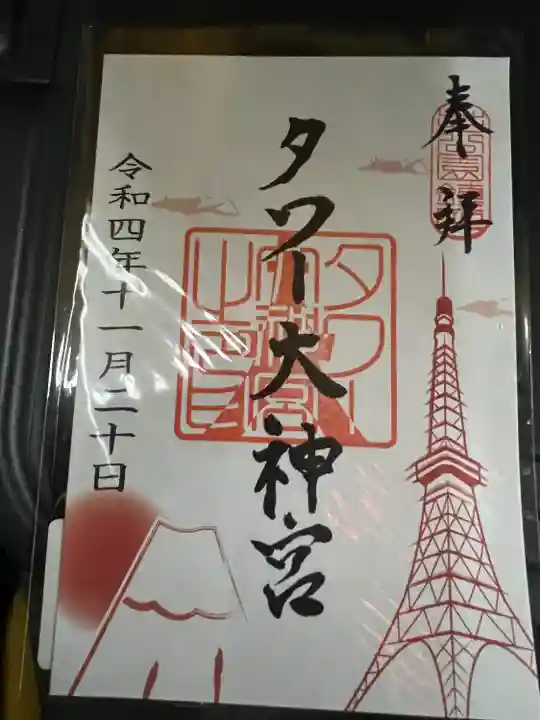 奉拝
タワー大神宮
令和四年十一月二十日